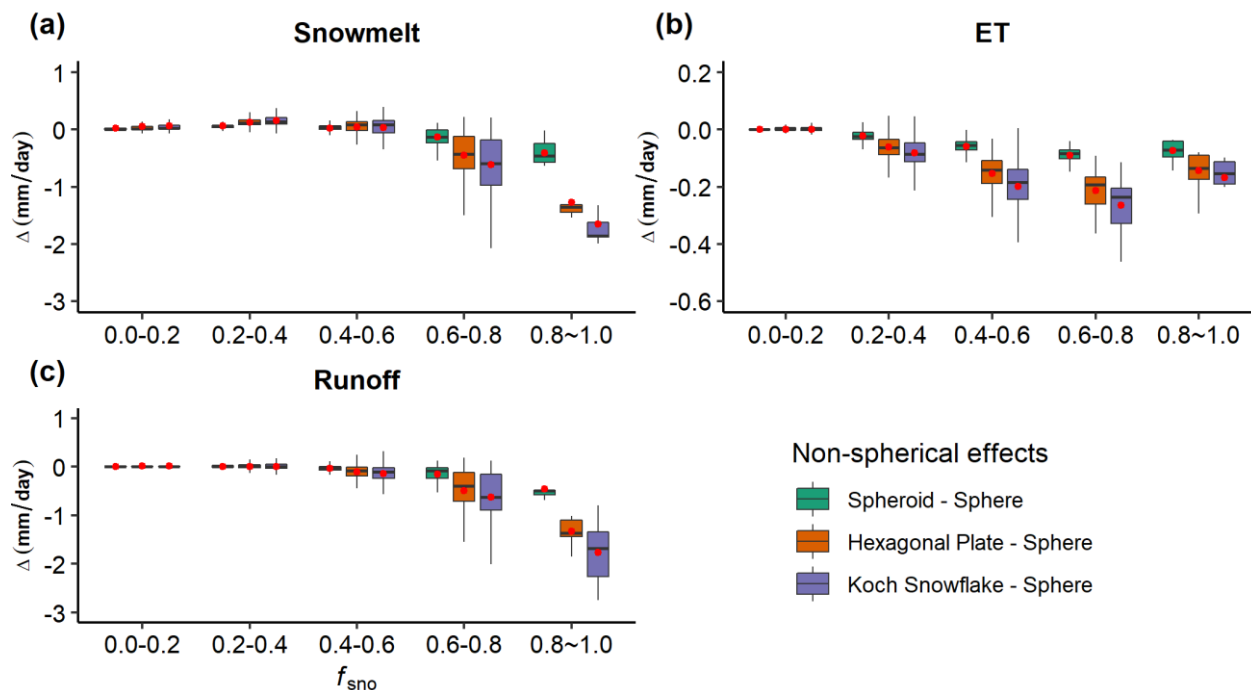 (a)
Snowmelt
1
0
-1
-2
-3
Δ (mm/day)
0.0-0.2 0.2-0.4 0.4-0.6 0.6-0.8 0.8~1.0
(b)
ET
0.2
0.0
-0.2
-0.4
-0.6
Δ (mm/day)
0.0-0.2 0.2-0.4 0.4-0.6 0.6-0.8 0.8~1.0
(c)
Runoff
1
0
-1
-2
-3
Δ (mm/day)
0.0-0.2 0.2-0.4 0.4-0.6 0.6-0.8 0.8~1.0
fsno
Non-spherical effects
Spheroid - Sphere
Hexagonal Plate - Sphere
Koch Snowflake - Sphere